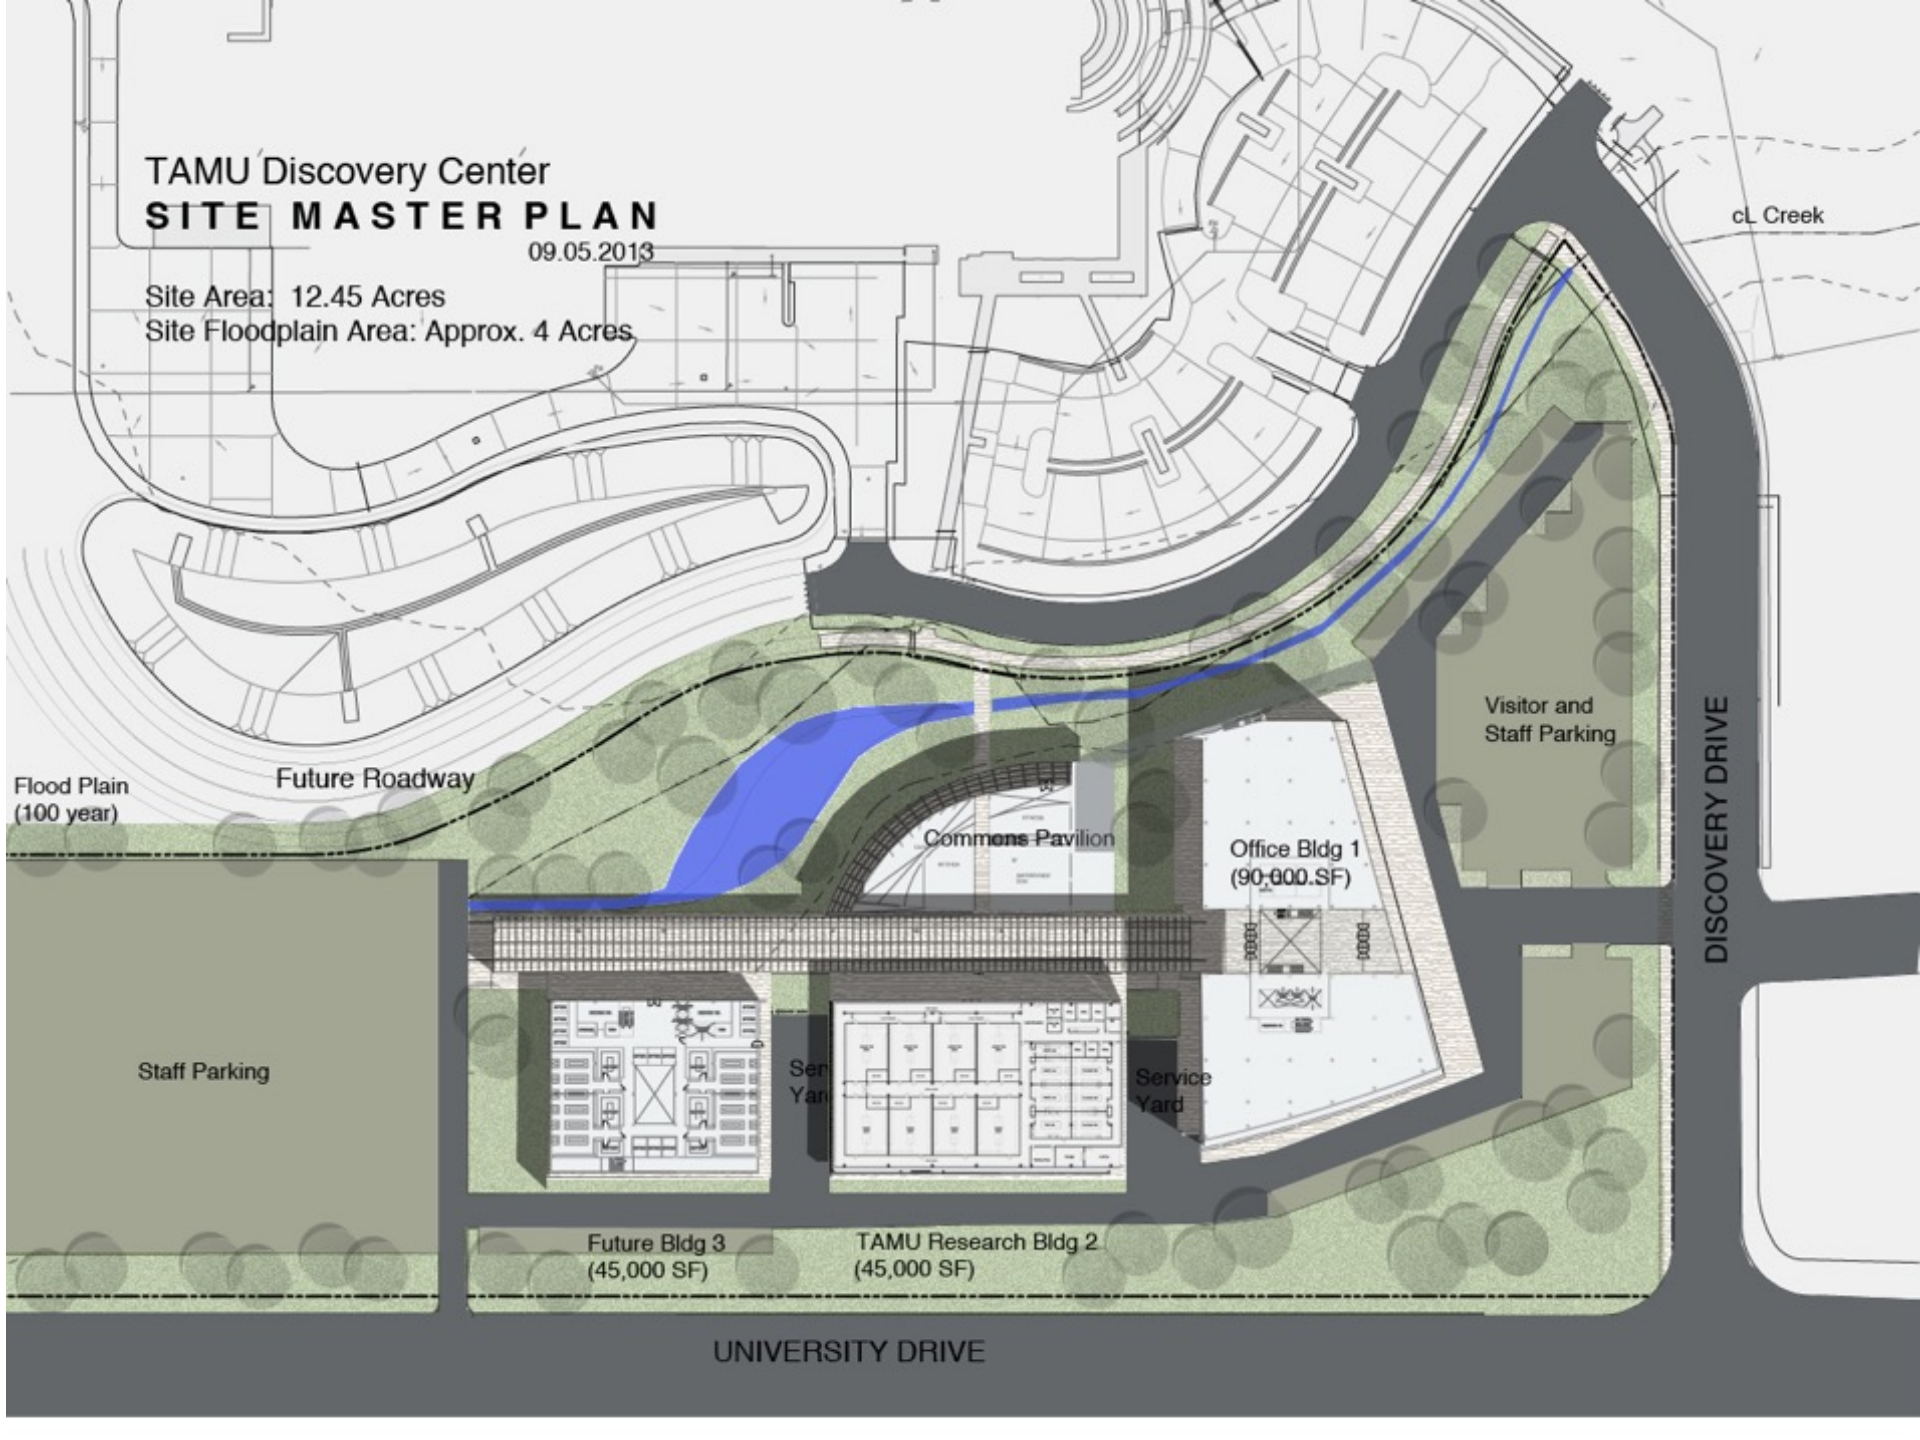 TAMU Discovery Center
SITE MASTER PLAN
09.05.2013
Site Area: 12.45 Acres
Site Floodplain Area: Approx. 4 Acres
cL Creek
Flood Plain
(100 year)
Future Roadway
Visitor and
Staff Parking
DISCOVERY DRIVE
Commons Pavilion
Office Bldg 1
(90,000 SF)
Staff Parking
Service
Yard
Future Bldg 3
(45,000 SF)
TAMU Research Bldg 2
(45,000 SF)
UNIVERSITY DRIVE